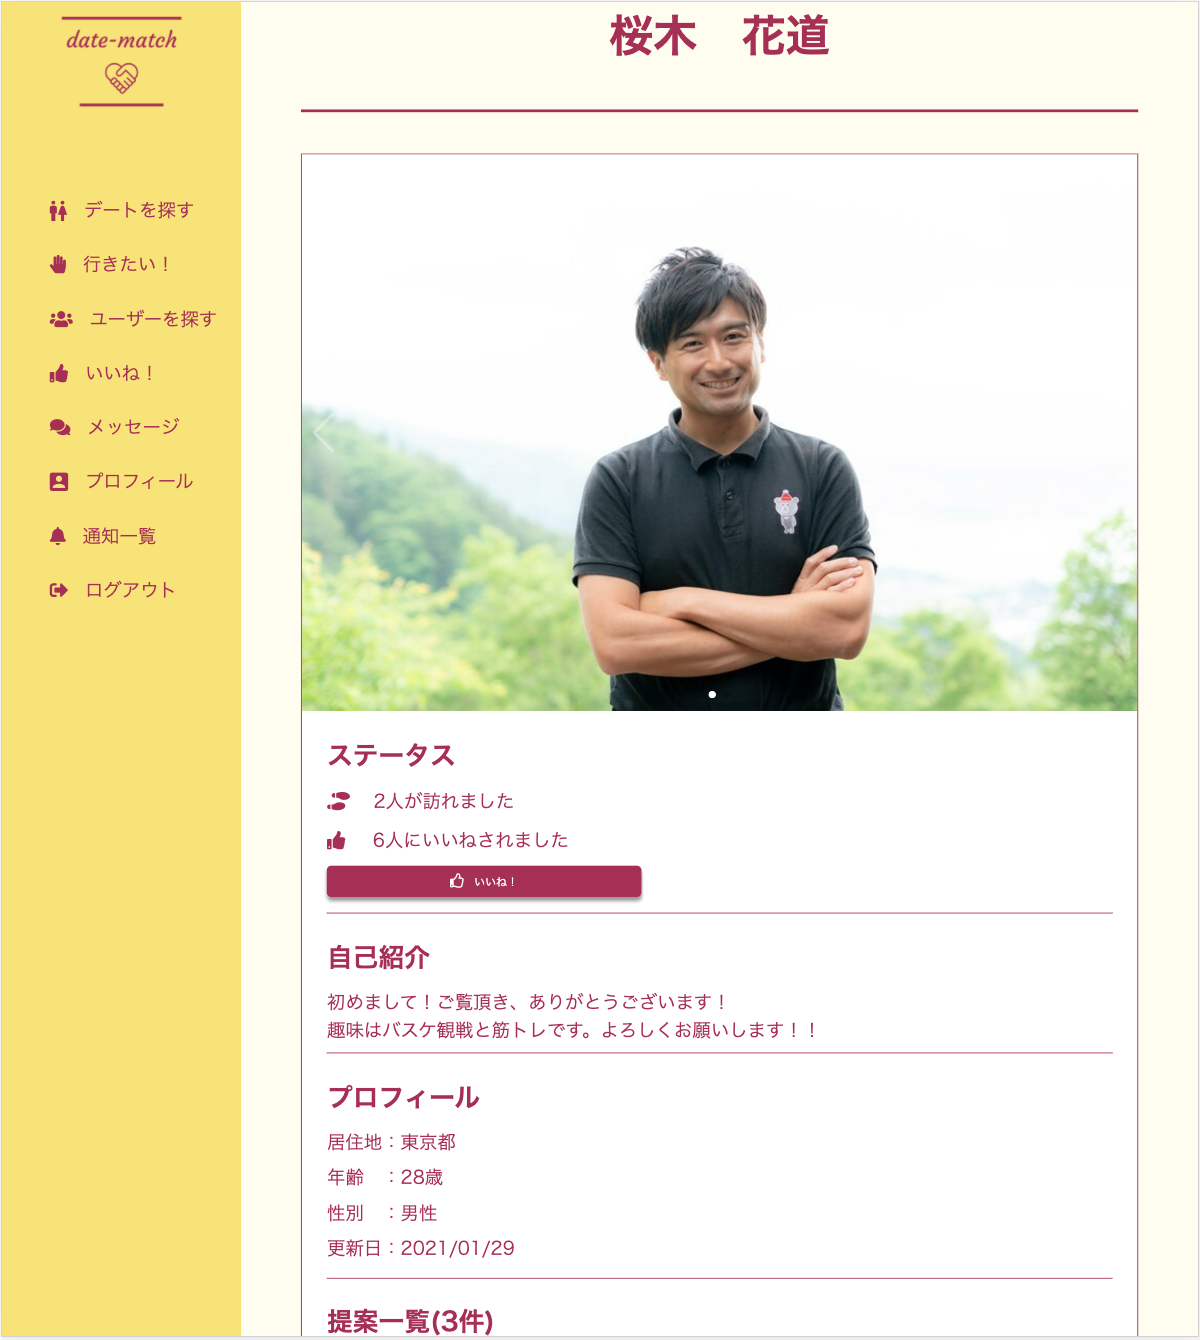 date-match
デートを探す
行きたい！
ユーザーを探す
いいね！
メッセージ
プロフィール
通知一覧
ログアウト
桜木　花道
ステータス
2人が訪れました
6人にいいねされました
いいね！
自己紹介
初めまして！ご覧頂き、ありがとうございます！
趣味はバスケ観戦と筋トレです。よろしくお願いします！！
プロフィール
居住地：東京都
年齢　：28歳
性別　：男性
更新日：2021/01/29
提案一覧(3件)